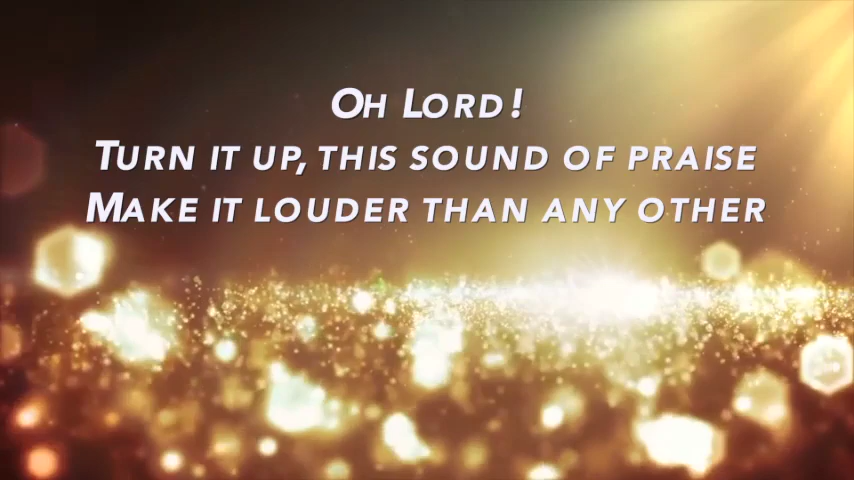 Oh Lord!
Turn it up, this sound of praise
Make it louder than any other